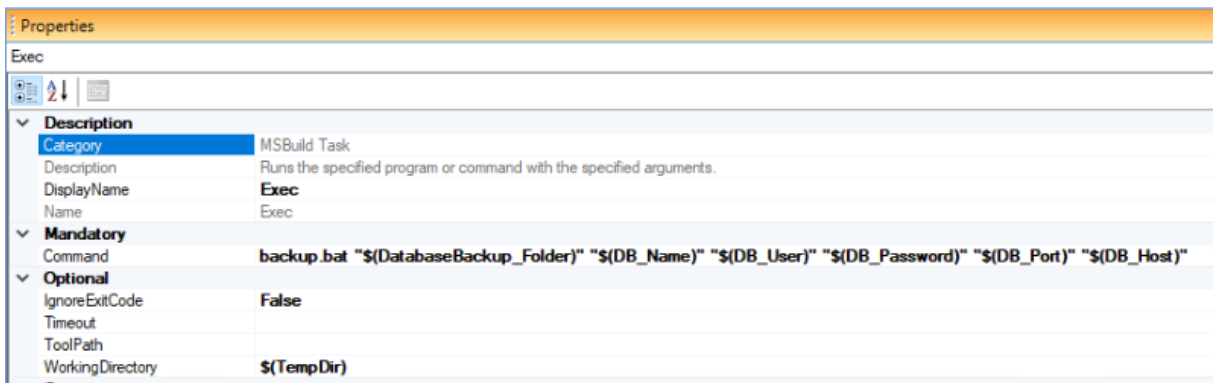 Properties
Exec
Description
Category MSBuild Task
Description Runs the specified program or command with the specified arguments.
DisplayName Exec
Name Exec
Mandatory
Command backup.bat "$(DatabaseBackup_Folder)" "$(DB_Name)" "$(DB_User)" "$(DB_Password)" "$(DB_Port)" "$(DB_Host)"
Optional
IgnoreExitCode False
Timeout
ToolPath
WorkingDirectory $(TempDir)